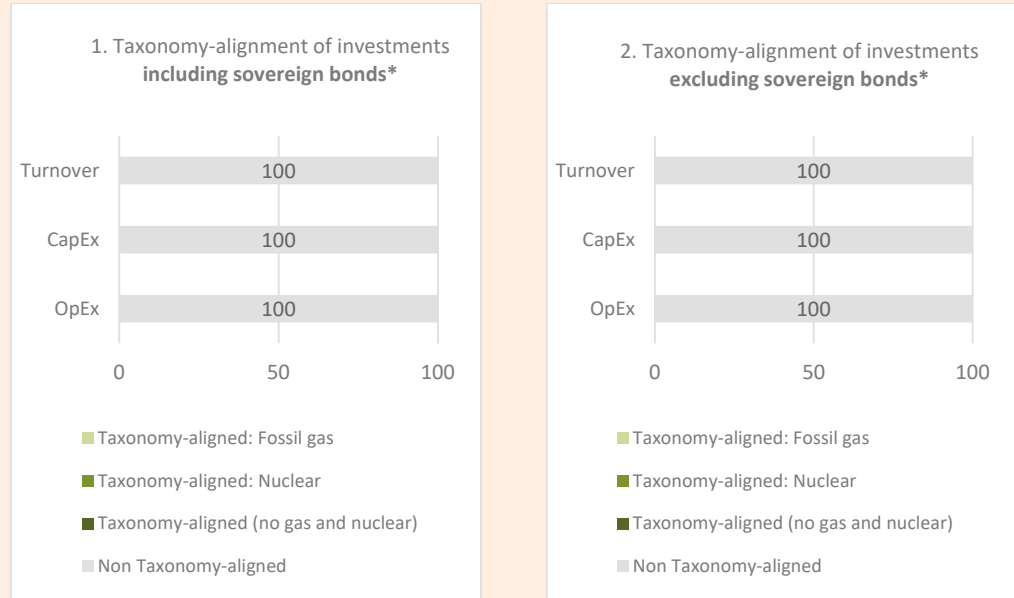 1. Taxonomy-alignment of investments
including sovereign bonds*
Turnover 100
CapEx 100
OpEx 100
0 50 100
Taxonomy-aligned: Fossil gas
Taxonomy-aligned: Nuclear
Taxonomy-aligned (no gas and nuclear)
Non Taxonomy-aligned
2. Taxonomy-alignment of investments
excluding sovereign bonds*
Turnover 100
CapEx 100
OpEx 100
0 50 100
Taxonomy-aligned: Fossil gas
Taxonomy-aligned: Nuclear
Taxonomy-aligned (no gas and nuclear)
Non Taxonomy-aligned